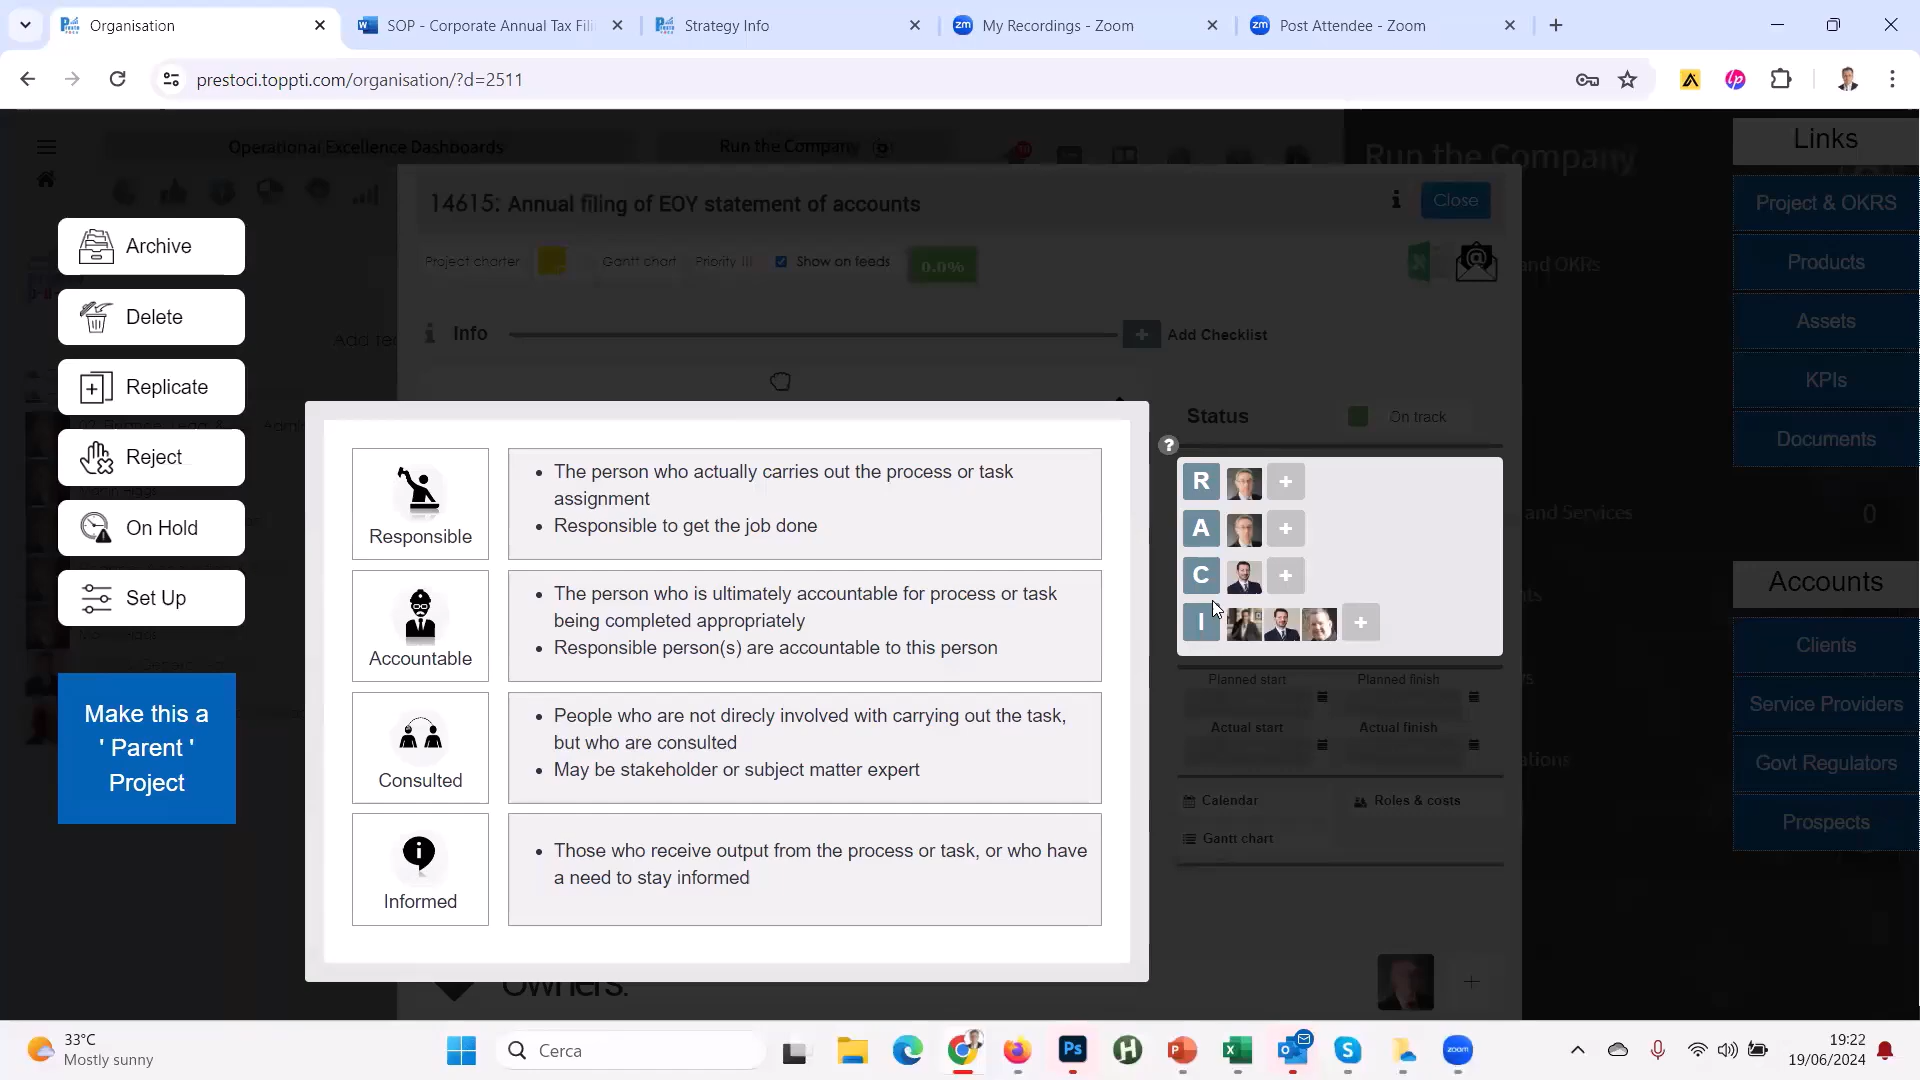 Organisation
SOP - Corporate Annual Tax Fili
Strategy Info
My Recordings - Zoom
Post Attendee - Zoom
prestoci.toppti.com/organisation/?d=2511
Operational Excellence Dashboards
Run the Company
Run the Company
Links
Project & OKRS
Products
Assets
KPIs
Documents
Accounts
Clients
Service Providers
Govt Regulators
Prospects
Archive
Delete
Replicate
Reject
On Hold
Set Up
Make this a
' Parent '
Project
14615: Annual filing of EOY statement of accounts
Close
Project charter
Gantt chart
Priority !!!
Show on feeds
0.0%
and OKRs
Info
Add Checklist
Status
On track
?
R
A
C
I
and Services
0
Planned start
Planned finish
Actual start
Actual finish
Calendar
Roles & costs
Gantt chart
Responsible
• The person who actually carries out the process or task
assignment
• Responsible to get the job done
Accountable
• The person who is ultimately accountable for process or task
being completed appropriately
• Responsible person(s) are accountable to this person
Consulted
• People who are not direcly involved with carrying out the task,
but who are consulted
• May be stakeholder or subject matter expert
Informed
• Those who receive output from the process or task, or who have
a need to stay informed
Owners:
33°C
Mostly sunny
Cerca
19:22
19/06/2024